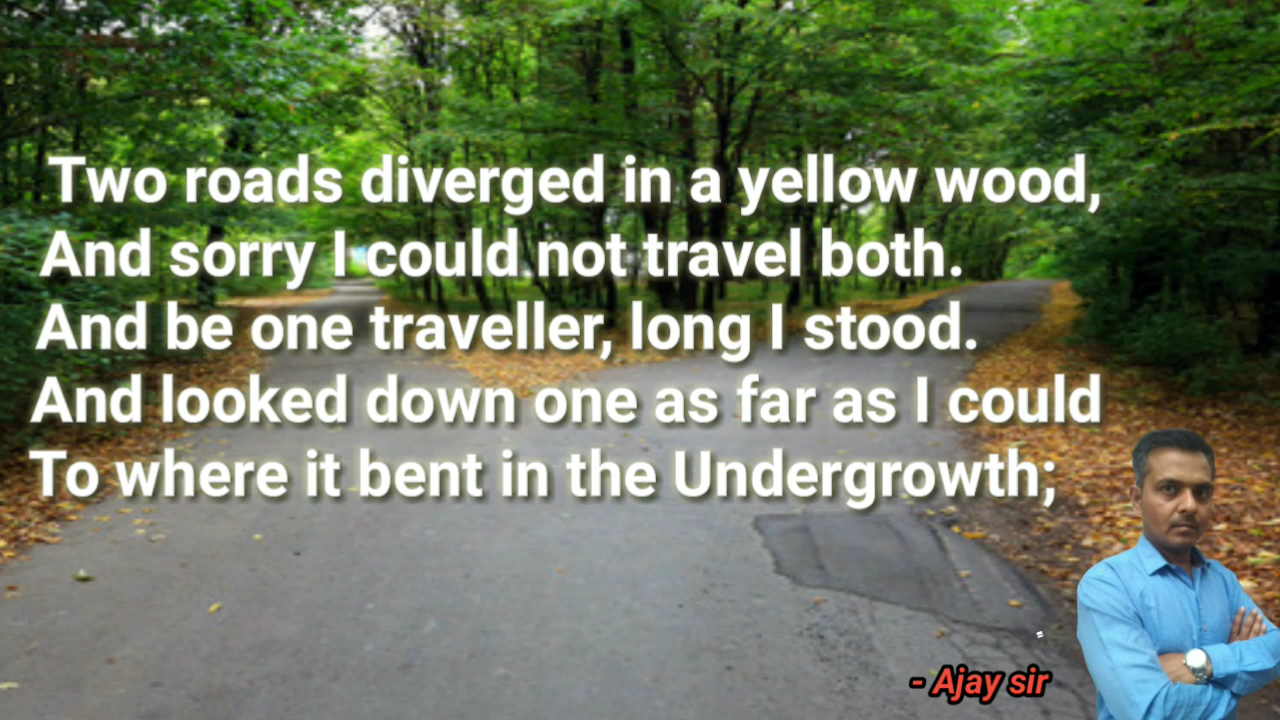 Two roads diverged in a yellow wood,
And sorry I could not travel both.
And be one traveller, long I stood.
And looked down one as far as I could
To where it bent in the Undergrowth;
- Ajay sir